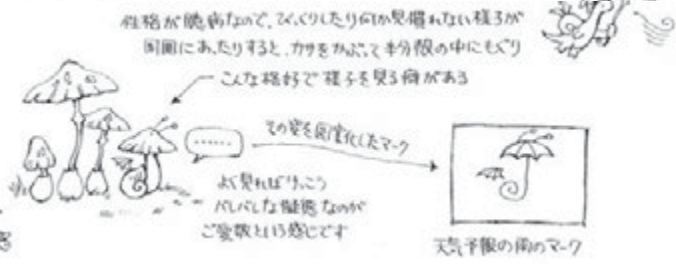 性格が臆病なので、びっくりしたり何か見慣れない様子が
周囲にあったりすると、カサをかぶって半分殻の中にもぐり
こんな格好で様子を見る癖がある
……
その姿を図案化したマーク
よく見ればけっこう
バレバレな擬態なのが
ご愛敬という感じです
天気予報の雨のマーク